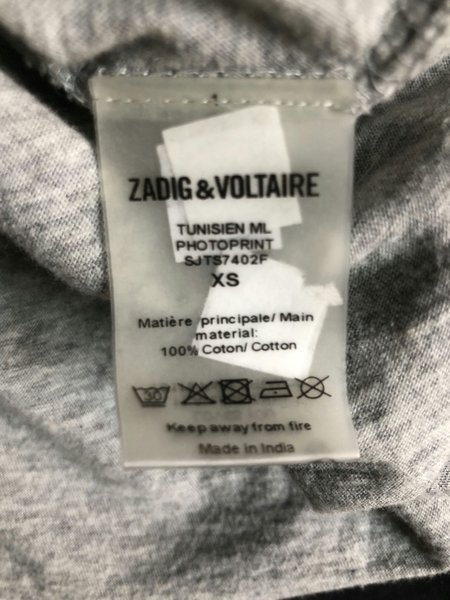 ZADIG & VOLTAIRE
TUNISIEN ML
PHOTOPRINT
SJTS7402F
XS
Matière principale/ Main
material:
100% Coton/ Cotton
30
Keep away from fire
Made in India